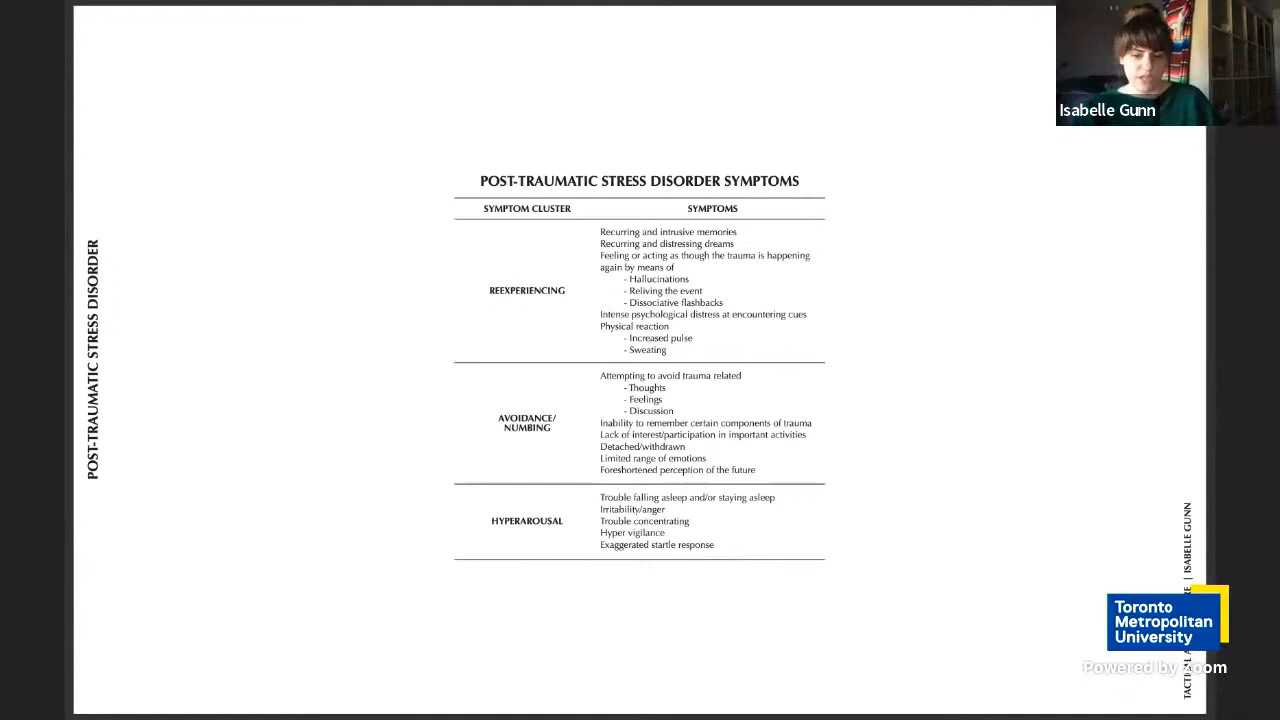 Isabelle Gunn
POST-TRAUMATIC STRESS DISORDER
POST-TRAUMATIC STRESS DISORDER SYMPTOMS
SYMPTOM CLUSTER SYMPTOMS
REEXPERIENCING
Recurring and intrusive memories
Recurring and distressing dreams
Feeling or acting as though the trauma is happening
again by means of
- Hallucinations
- Reliving the event
- Dissociative flashbacks
Intense psychological distress at encountering cues
Physical reaction
- Increased pulse
- Sweating
AVOIDANCE/
NUMBING
Attempting to avoid trauma related
- Thoughts
- Feelings
- Discussion
Inability to remember certain components of trauma
Lack of interest/participation in important activities
Detached/withdrawn
Limited range of emotions
Foreshortened perception of the future
HYPERAROUSAL
Trouble falling asleep and/or staying asleep
Irritability/anger
Trouble concentrating
Hyper vigilance
Exaggerated startle response
TACTICAL | ISABELLE GUNN
Toronto
Metropolitan
University
Powered by Zoom